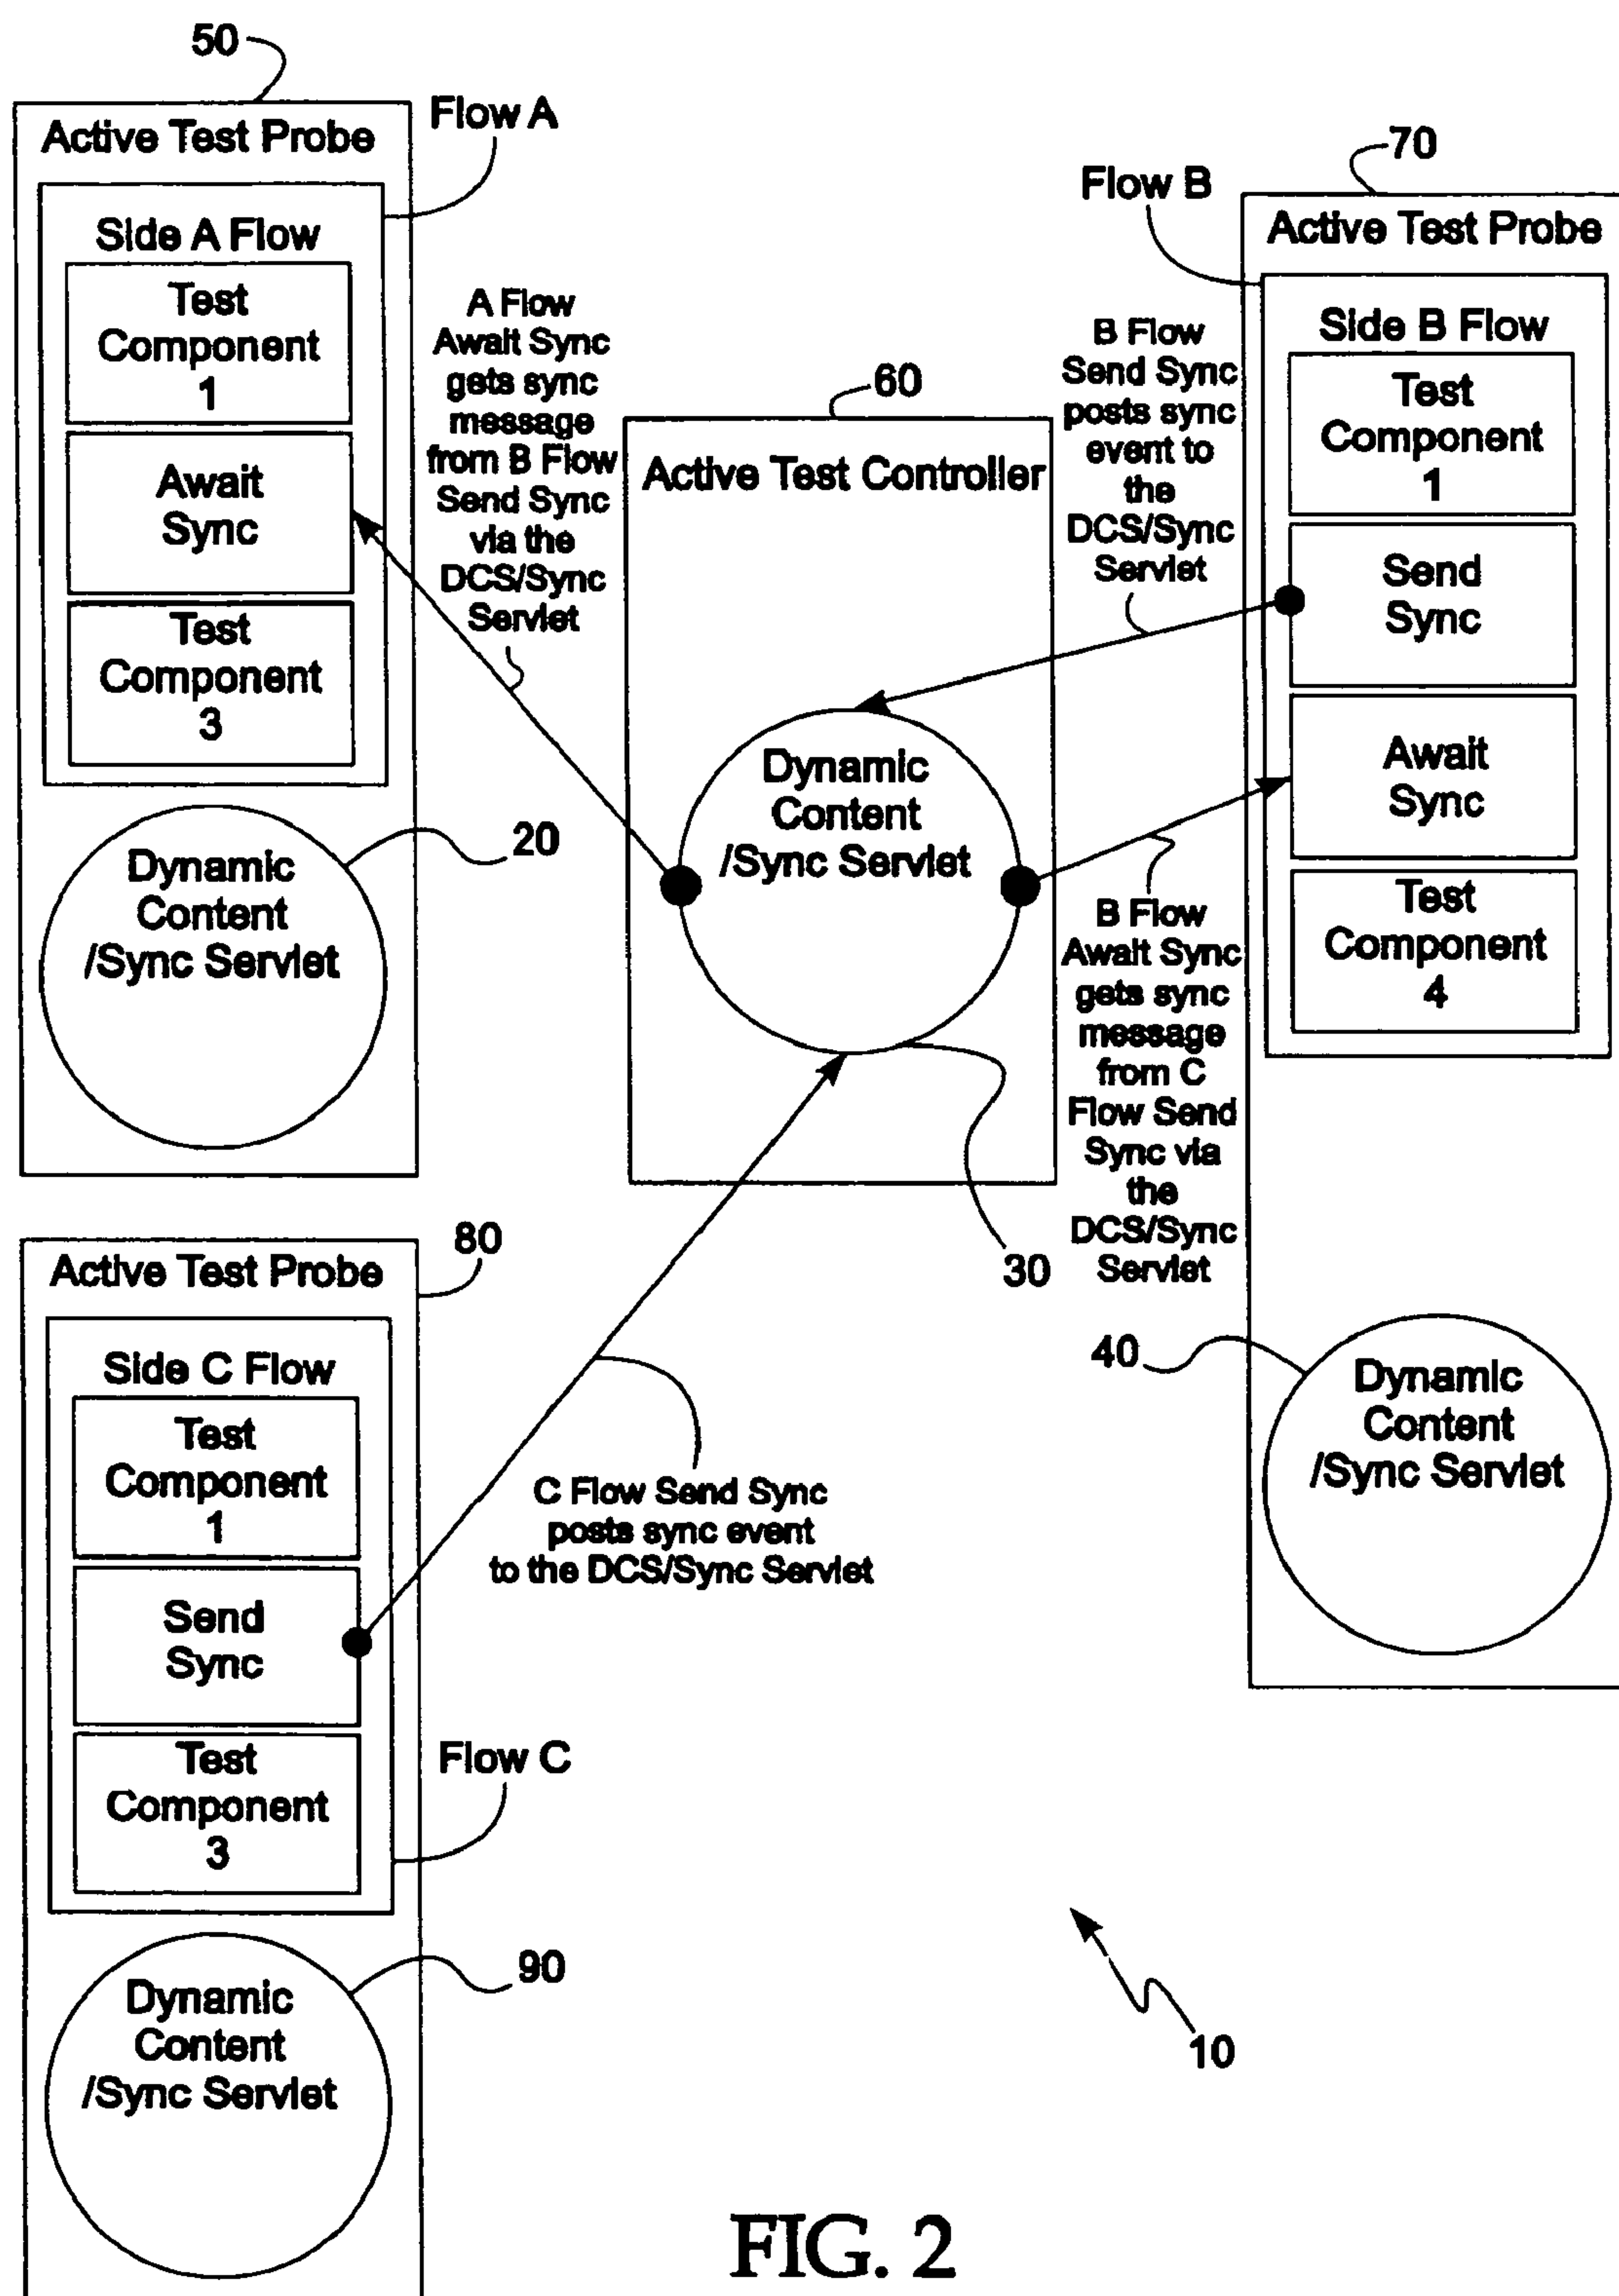 50
Flow A
Active Test Probe
Side A Flow
Test
Component
1
Await
Sync
Test
Component
3
Dynamic
Content
/Sync Servlet
20
A Flow
Await Sync
gets sync
message
from B Flow
Send Sync
via the
DCS/Sync
Servlet
60
Active Test Controller
Dynamic
Content
/Sync Servlet
30
B Flow
Send Sync
posts sync
event to
the
DCS/Sync
Servlet
B Flow
Await Sync
gets sync
message
from C
Flow Send
Sync via
the
DCS/Sync
Servlet
70
Flow B
Active Test Probe
Side B Flow
Test
Component
1
Send
Sync
Await
Sync
Test
Component
4
40
Dynamic
Content
/Sync Servlet
80
Active Test Probe
Side C Flow
Test
Component
1
Send
Sync
Test
Component
3
Flow C
C Flow Send Sync
posts sync event
to the DCS/Sync Servlet
Dynamic
Content
/Sync Servlet
90
10
FIG. 2